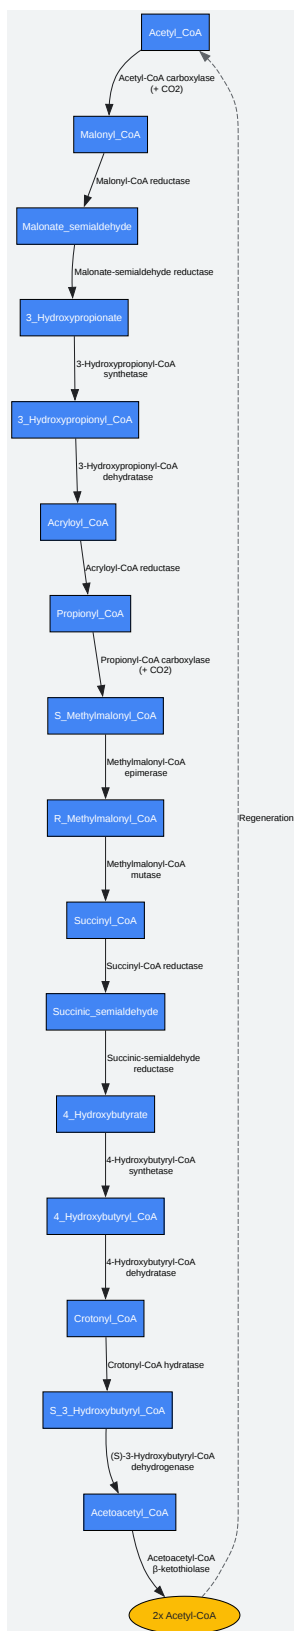 Acetyl_CoA
Acetyl-CoA carboxylase
(+ CO2)
Malonyl_CoA
Malonyl-CoA reductase
Malonate_semialdehyde
Malonate-semialdehyde reductase
3_Hydroxypropionate
3-Hydroxypropionyl-CoA
synthetase
3_Hydroxypropionyl_CoA
3-Hydroxypropionyl-CoA
dehydratase
Acryloyl_CoA
Acryloyl-CoA reductase
Propionyl_CoA
Propionyl-CoA carboxylase
(+ CO2)
S_Methylmalonyl_CoA
Methylmalonyl-CoA
epimerase
R_Methylmalonyl_CoA
Regeneration
Methylmalonyl-CoA
mutase
Succinyl_CoA
Succinyl-CoA reductase
Succinic_semialdehyde
Succinic-semialdehyde
reductase
4_Hydroxybutyrate
4-Hydroxybutyryl-CoA
synthetase
4_Hydroxybutyryl_CoA
4-Hydroxybutyryl-CoA
dehydratase
Crotonyl_CoA
Crotonyl-CoA hydratase
S_3_Hydroxybutyryl_CoA
(S)-3-Hydroxybutyryl-CoA
dehydrogenase
Acetoacetyl_CoA
Acetoacetyl-CoA
β-ketothiolase
2x Acetyl-CoA